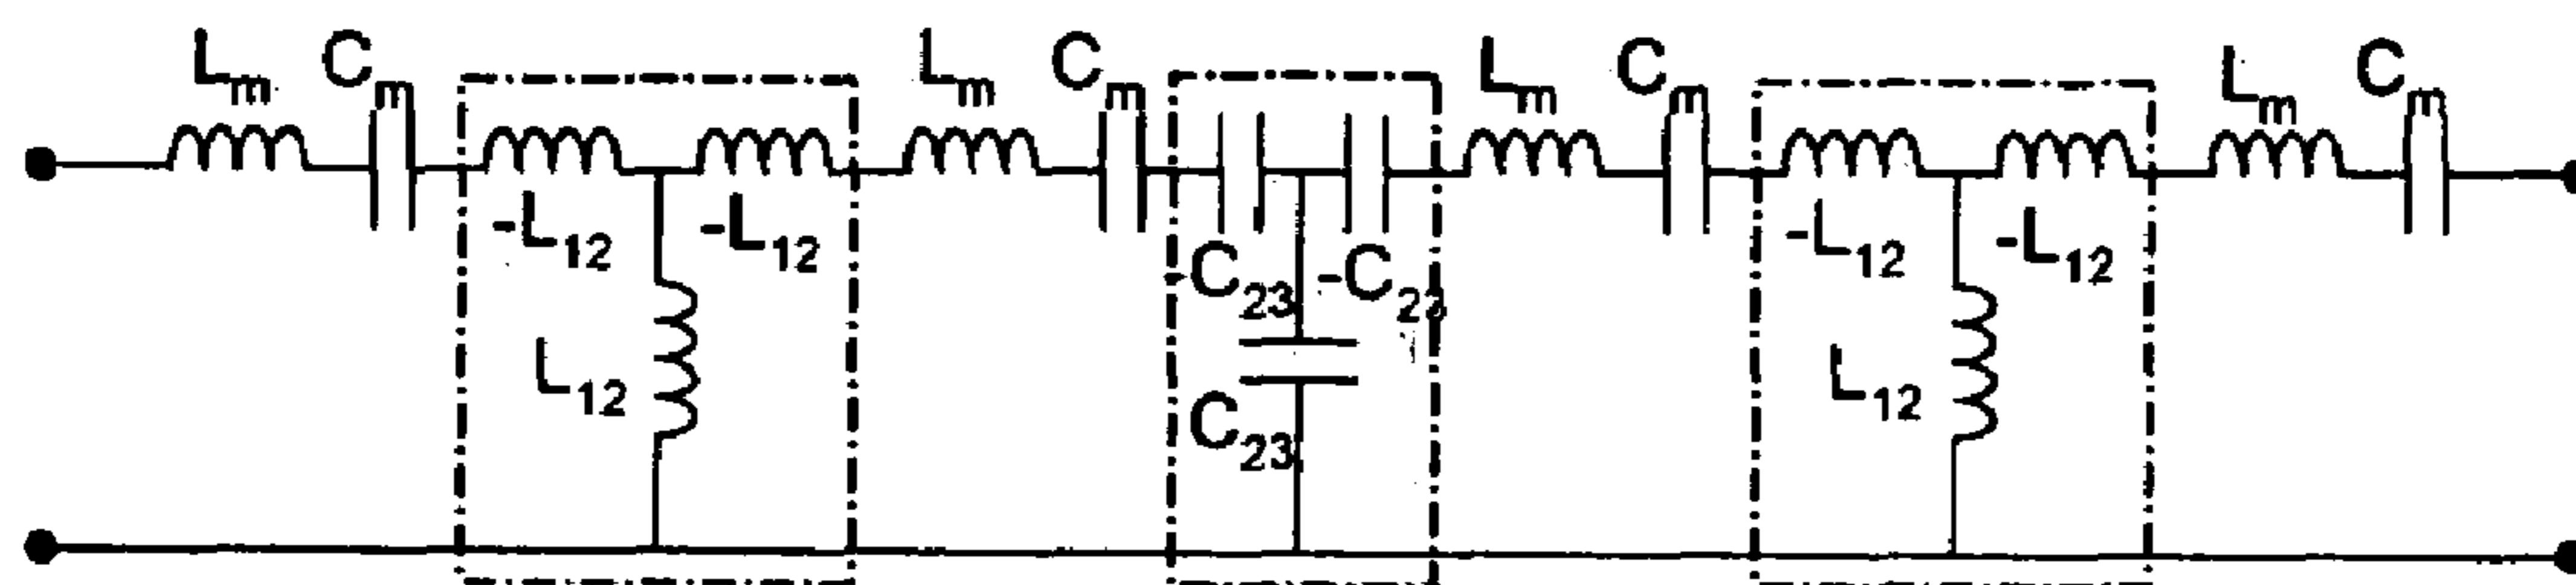 Lm Cm Lm Cm Lm Cm Lm Cm
-L12 -L12 -L12 -L12
-C23 -C23
L12 L12
C23